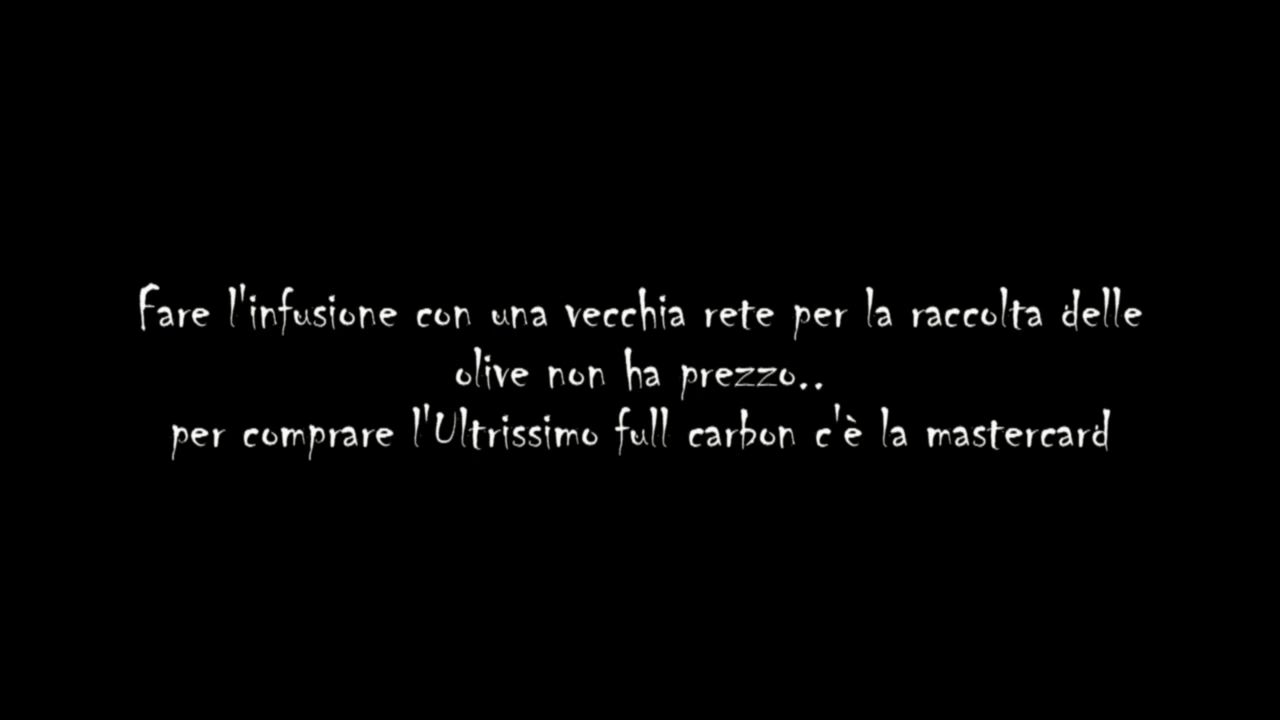 Fare l'infusione con una vecchia rete per la raccolta delle
olive non ha prezzo..
per comprare l'Ultrissimo full carbon c'è la mastercard